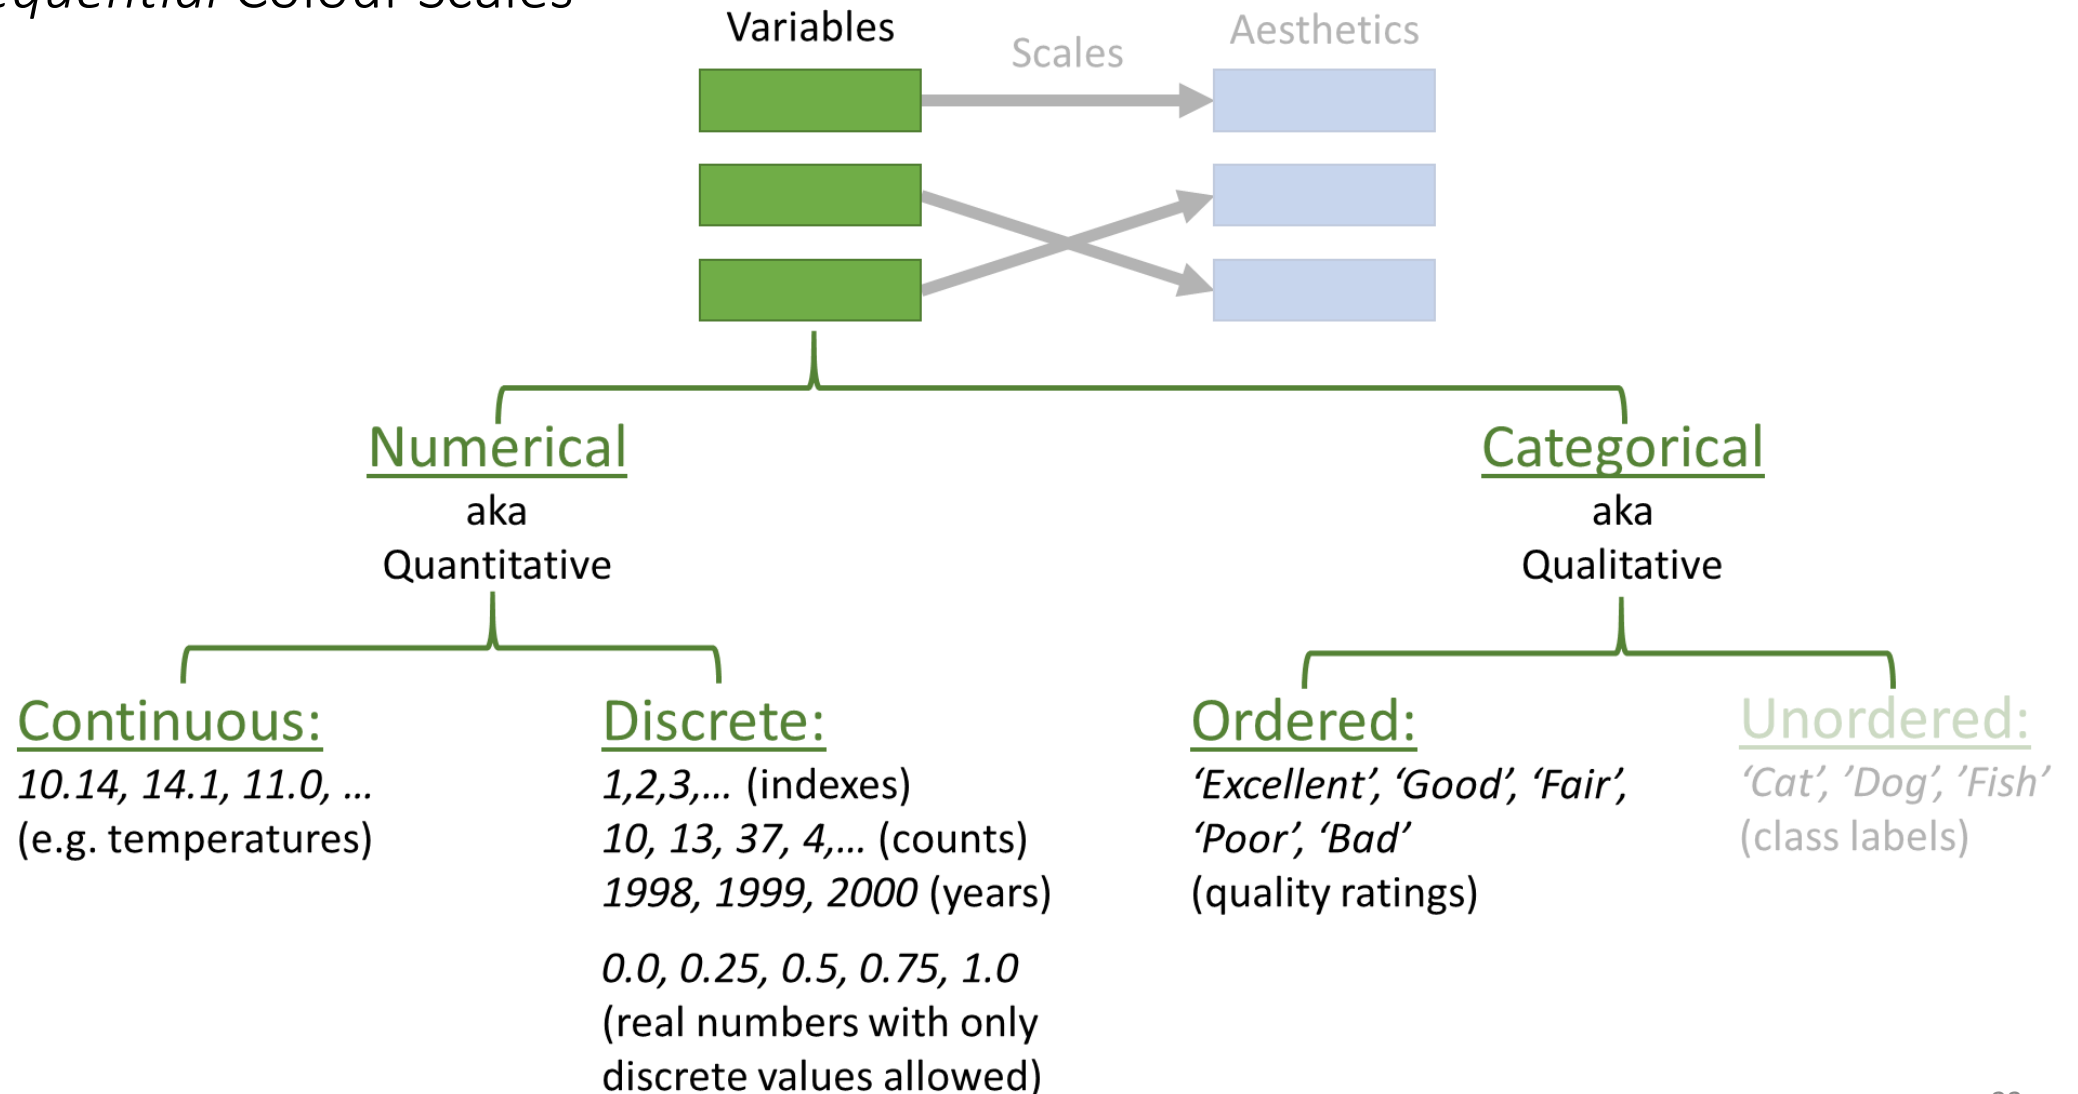 Colour Scales
Variables
Scales
Aesthetics
Numerical
aka
Quantitative
Categorical
aka
Qualitative
Continuous:
10.14, 14.1, 11.0, ...
(e.g. temperatures)
Discrete:
1,2,3,... (indexes)
10, 13, 37, 4,... (counts)
1998, 1999, 2000 (years)
0.0, 0.25, 0.5, 0.75, 1.0
(real numbers with only
discrete values allowed)
Ordered:
‘Excellent’, ‘Good’, ‘Fair’,
‘Poor’, ‘Bad’
(quality ratings)
Unordered:
‘Cat’, ’Dog’, ’Fish’
(class labels)